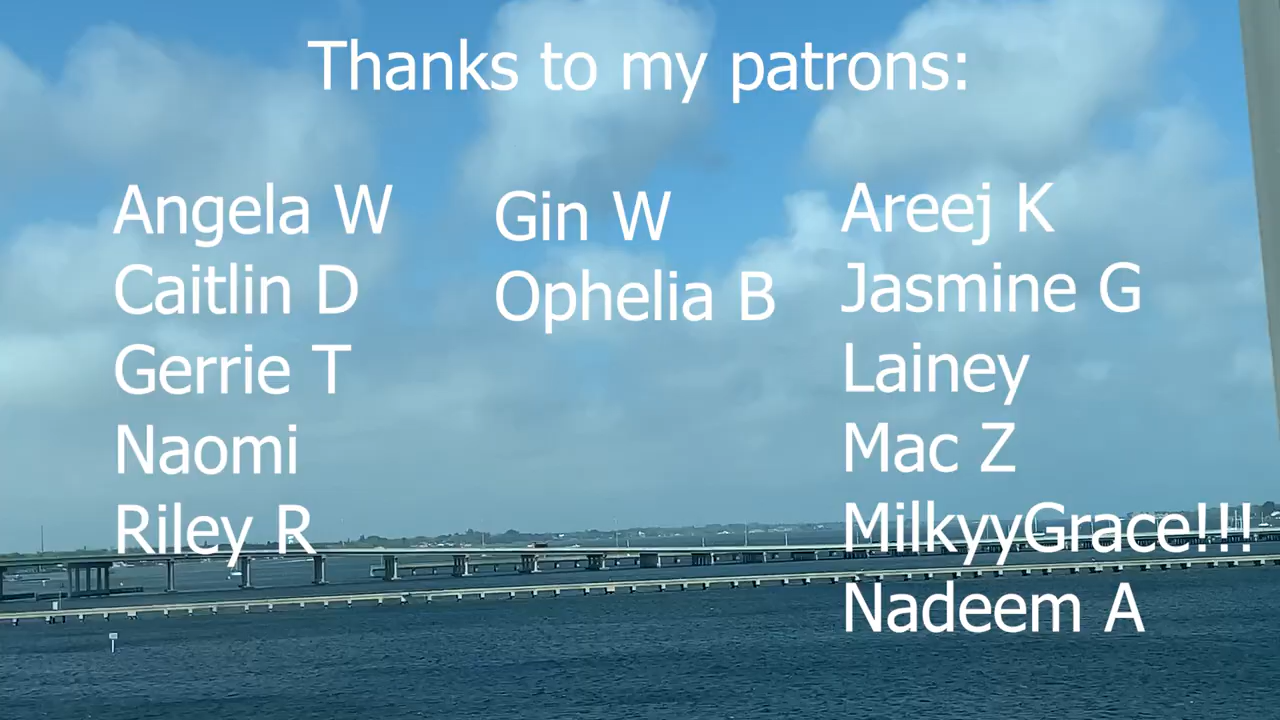 Thanks to my patrons:
Angela W
Caitlin D
Gerrie T
Naomi
Riley R
Gin W
Ophelia B
Areej K
Jasmine G
Lainey
Mac Z
MilkyyGrace!!!
Nadeem A